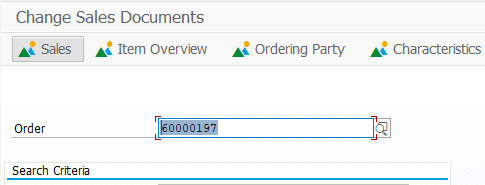 Change Sales Documents
Sales Item Overview Ordering Party Characteristics
Order 60000197
Search Criteria